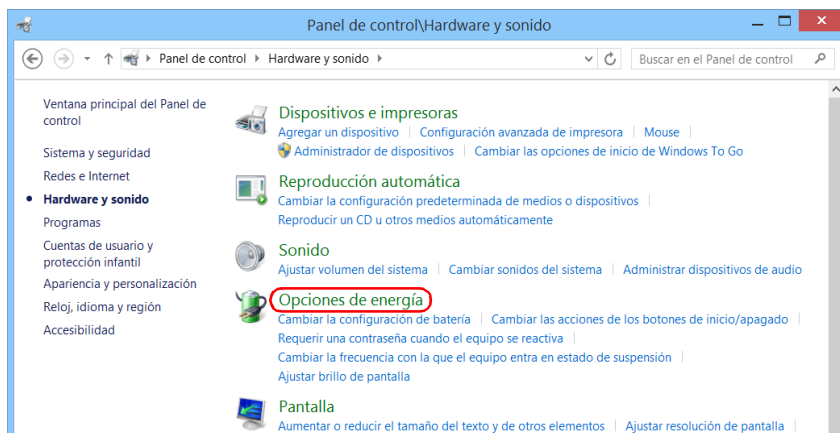 Panel de control\Hardware y sonido
Panel de control Hardware y sonido
Buscar en el Panel de control
Ventana principal del Panel de
control
Sistema y seguridad
Redes e Internet
Hardware y sonido
Programas
Cuentas de usuario y
protección infantil
Apariencia y personalización
Reloj, idioma y región
Accesibilidad
Dispositivos e impresoras
Agregar un dispositivo | Configuración avanzada de impresora | Mouse |
Administrador de dispositivos | Cambiar las opciones de inicio de Windows To Go
Reproducción automática
Cambiar la configuración predeterminada de medios o dispositivos |
Reproducir un CD u otros medios automáticamente
Sonido
Ajustar volumen del sistema | Cambiar sonidos del sistema | Administrar dispositivos de audio
Opciones de energía
Cambiar la configuración de batería | Cambiar las acciones de los botones de inicio/apagado |
Requerir una contraseña cuando el equipo se reactiva |
Cambiar la frecuencia con la que el equipo entra en estado de suspensión |
Ajustar brillo de pantalla
Pantalla
Aumentar o reducir el tamaño del texto y de otros elementos | Ajustar resolución de pantalla |